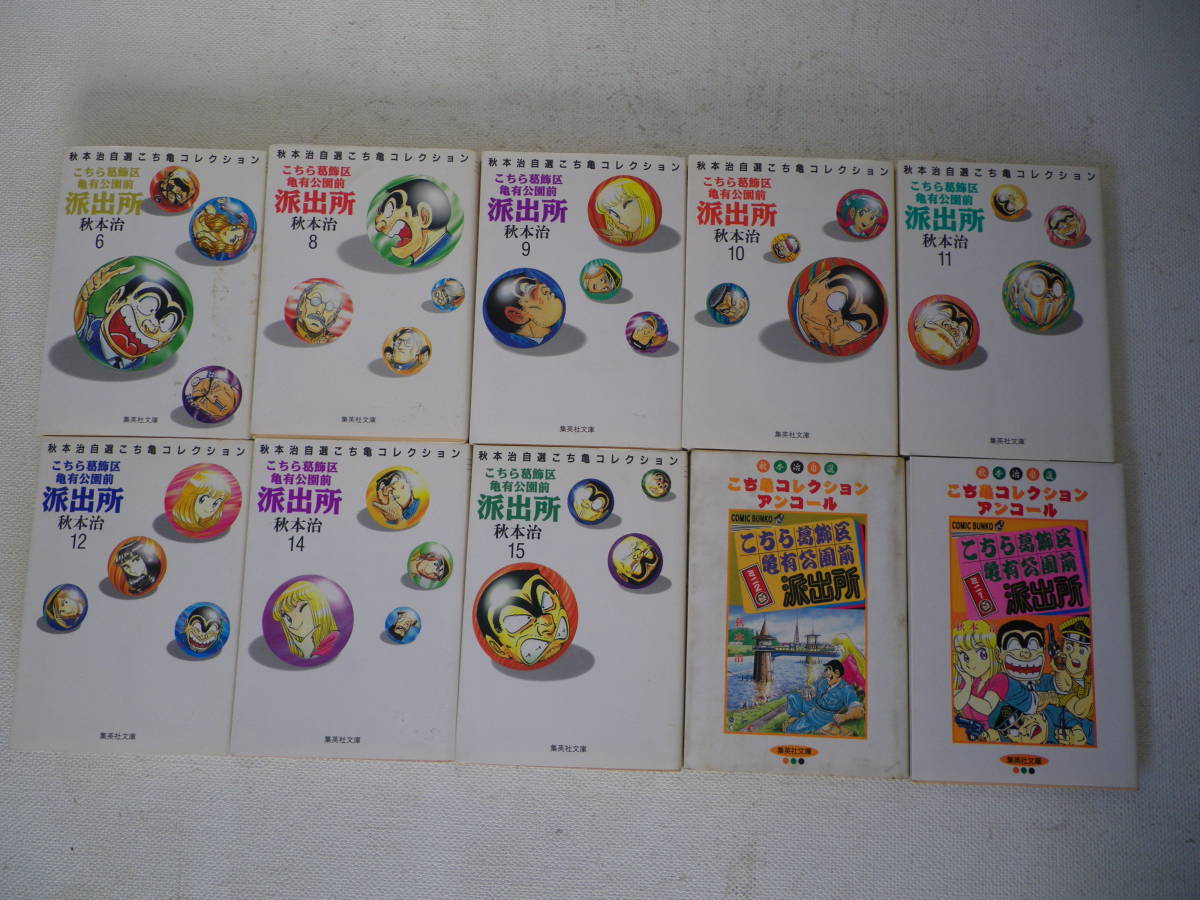 秋本治自選こち亀コレクション
こちら葛飾区
亀有公園前
派出所
秋本治
6
集英社文庫
秋本治自選こち亀コレクション
こちら葛飾区
亀有公園前
派出所
秋本治
8
秋本治自選こち亀コレクション
こちら葛飾区
亀有公園前
派出所
秋本治
9
集英社文庫
秋本治自選こち亀コレクション
こちら葛飾区
亀有公園前
派出所
秋本治
10
集英社文庫
秋本治自選こち亀コレクション
こちら葛飾区
亀有公園前
派出所
秋本治
11
集英社文庫
秋本治自選こち亀コレクション
こちら葛飾区
亀有公園前
派出所
秋本治
12
集英社文庫
秋本治自選こち亀コレクション
こちら葛飾区
亀有公園前
派出所
秋本治
14
集英社文庫
秋本治自選こち亀コレクション
こちら葛飾区
亀有公園前
派出所
秋本治
15
集英社文庫
秋本治自選
こち亀コレクション
アンコール
COMIC BUNKO
こちら葛飾区
亀有公園前
派出所
ミニ2
秋本治
集英社文庫
秋本治自選
こち亀コレクション
アンコール
COMIC BUNKO
こちら葛飾区
亀有公園前
派出所
ミニ1
秋本
集英社文庫